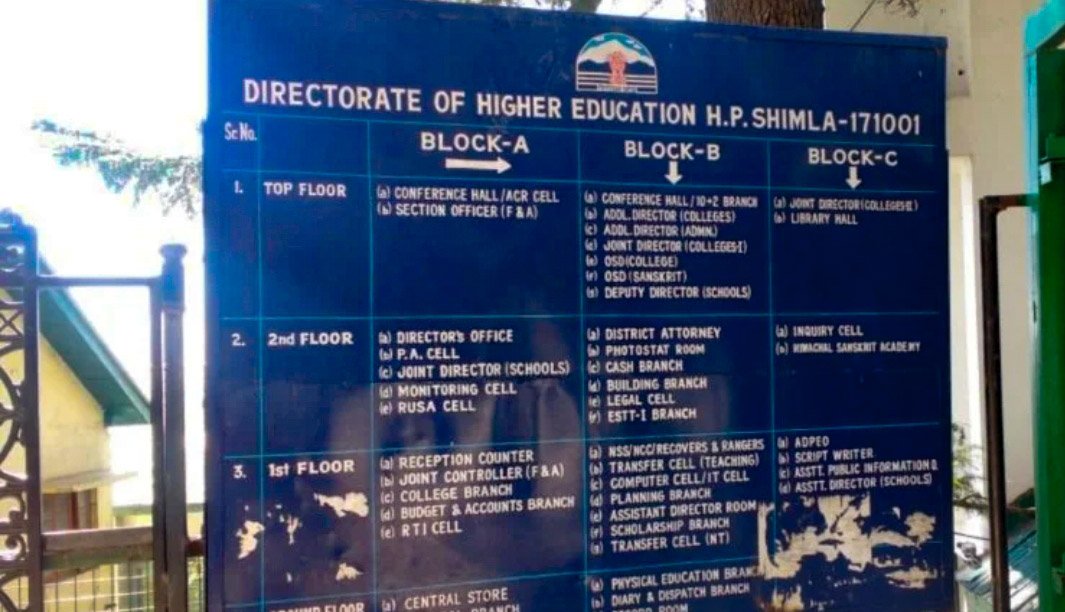 DIRECTORATE OF HIGHER EDUCATION H.P. SHIMLA-171001
Sr.No.
BLOCK-A
BLOCK-B
BLOCK-C
1. TOP FLOOR
(a) CONFERENCE HALL/ACR CELL
(b) SECTION OFFICER (F & A)
(a) CONFERENCE HALL/10+2 BRANCH
(b) ADDL. DIRECTOR (COLLEGES)
(c) ADDL. DIRECTOR (ADMN.)
(d) JOINT DIRECTOR (COLLEGES-I)
(e) OSD(COLLEGE)
(f) OSD (SANSKRIT)
(g) DEPUTY DIRECTOR (SCHOOLS)
(a) JOINT DIRECTOR (COLLEGES-II)
(b) LIBRARY HALL
2. 2nd FLOOR
(a) DIRECTOR'S OFFICE
(b) P.A. CELL
(c) JOINT DIRECTOR (SCHOOLS)
(d) MONITORING CELL
(e) RUSA CELL
(a) DISTRICT ATTORNEY
(b) PHOTOSTAT ROOM
(c) CASH BRANCH
(d) BUILDING BRANCH
(e) LEGAL CELL
(f) ESTT-I BRANCH
(a) INQUIRY CELL
(b) HIMACHAL SANSKRIT ACADEMY
3. 1st FLOOR
(a) RECEPTION COUNTER
(b) JOINT CONTROLLER (F & A)
(c) COLLEGE BRANCH
(d) BUDGET & ACCOUNTS BRANCH
(e) RTI CELL
(a) NSS/NCC/RECOVERS & RANGERS
(b) TRANSFER CELL (TEACHING)
(c) COMPUTER CELL/IT CELL
(d) PLANNING BRANCH
(e) ASSISTANT DIRECTOR ROOM
(f) SCHOLARSHIP BRANCH
(g) TRANSFER CELL (NT)
(a) ADPEO
(b) SCRIPT WRITER
(c) ASSTT. PUBLIC INFORMATION O.
(d) ASSTT. DIRECTOR (SCHOOLS)
FLOOR
(a) CENTRAL STORE
BRANCH
(a) PHYSICAL EDUCATION
(b) DIARY & DISPATCH BRANCH
ROOM